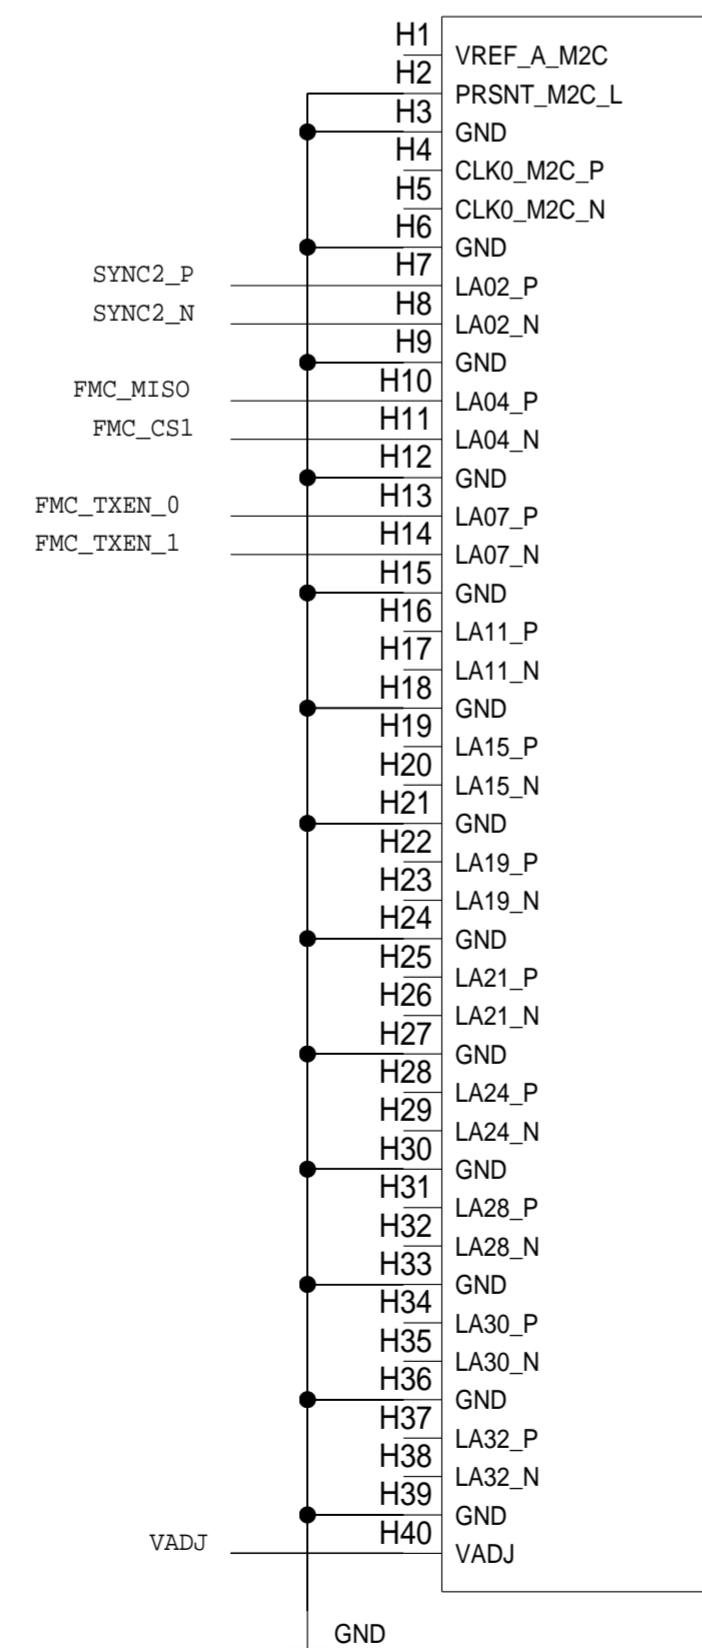 H1 VREF_A_M2C
H2 PRSNT_M2C_L
H3 GND
H4 CLK0_M2C_P
H5 CLK0_M2C_N
H6 GND
SYNC2_P H7 LA02_P
SYNC2_N H8 LA02_N
H9 GND
FMC_MISO H10 LA04_P
FMC_CS1 H11 LA04_N
H12 GND
FMC_TXEN_0 H13 LA07_P
FMC_TXEN_1 H14 LA07_N
H15 GND
H16 LA11_P
H17 LA11_N
H18 GND
H19 LA15_P
H20 LA15_N
H21 GND
H22 LA19_P
H23 LA19_N
H24 GND
H25 LA21_P
H26 LA21_N
H27 GND
H28 LA24_P
H29 LA24_N
H30 GND
H31 LA28_P
H32 LA28_N
H33 GND
H34 LA30_P
H35 LA30_N
H36 GND
H37 LA32_P
H38 LA32_N
H39 GND
VADJ H40 VADJ
GND